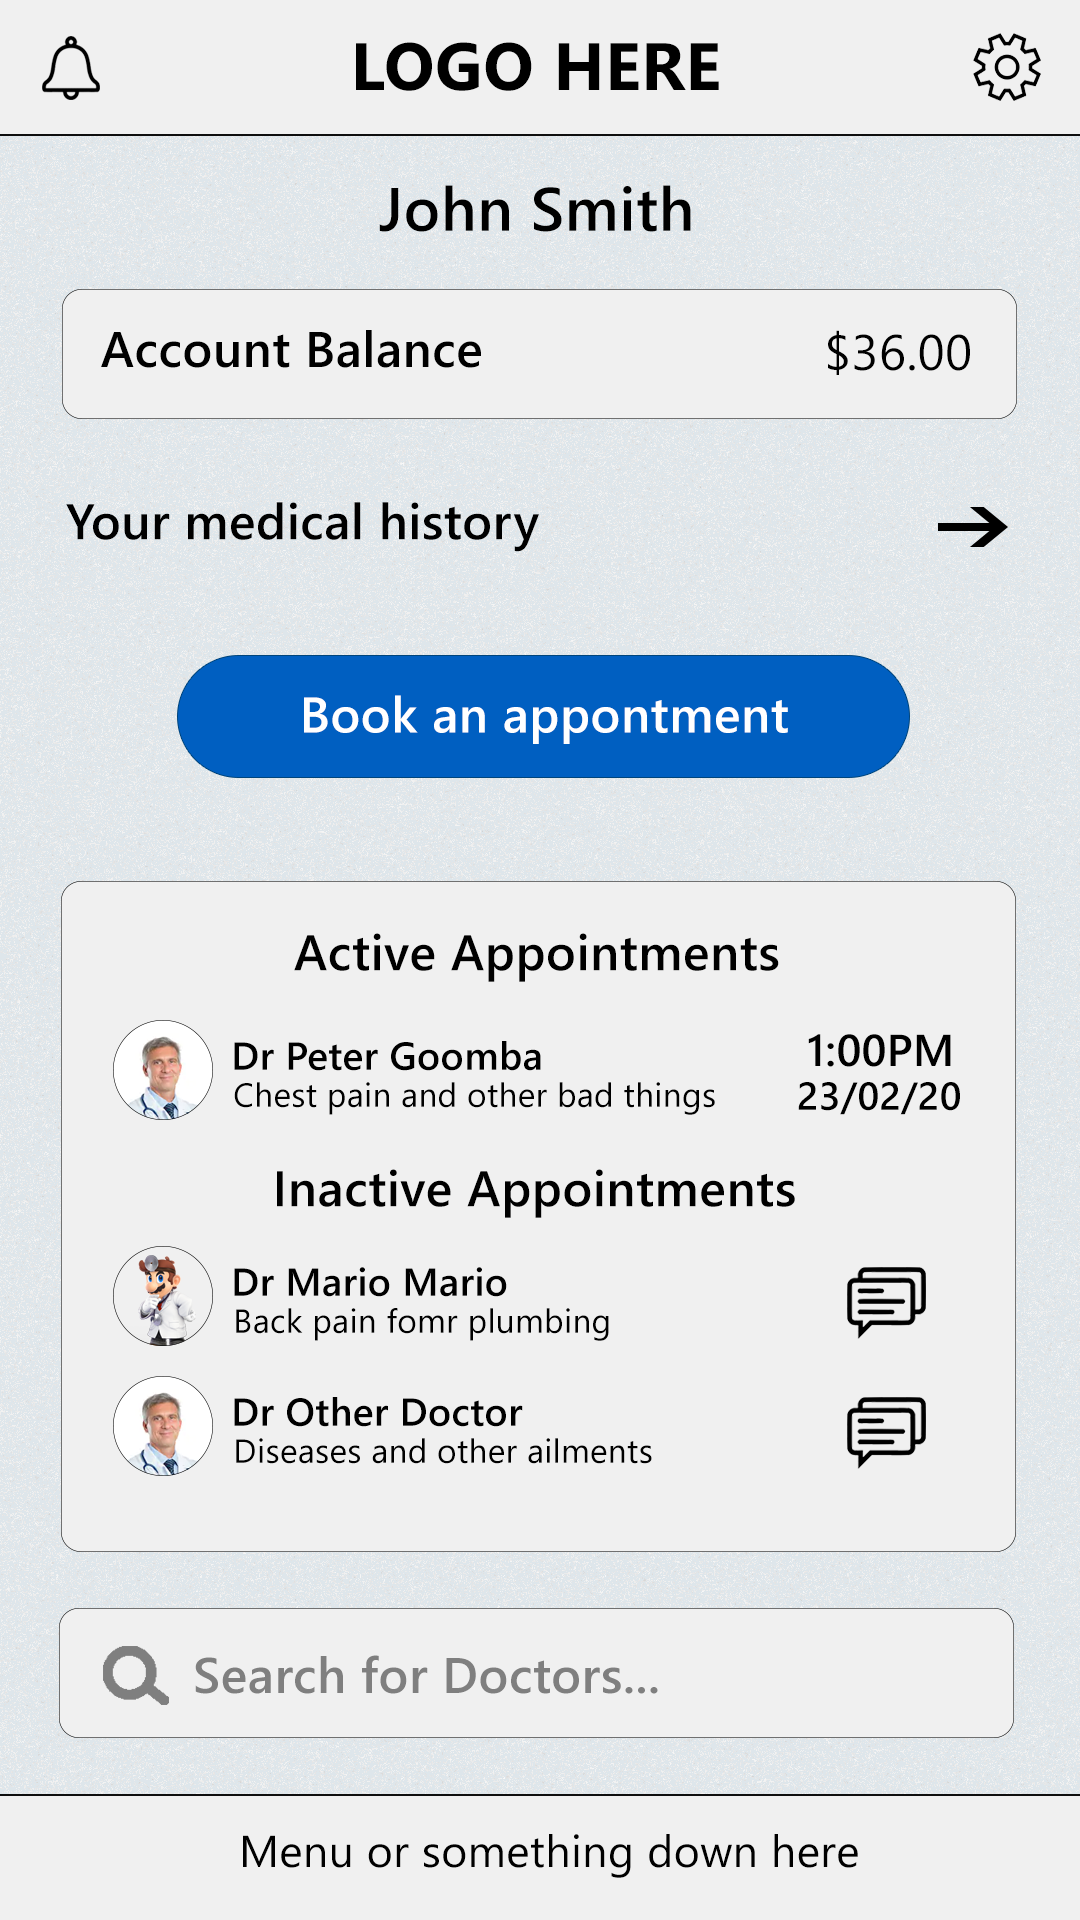 LOGO HERE
John Smith
Account Balance
$36.00
Your medical history
Book an appontment
Active Appointments
Dr Peter Goomba
Chest pain and other bad things
1:00PM
23/02/20
Inactive Appointments
Dr Mario Mario
Back pain fomr plumbing
Dr Other Doctor
Diseases and other ailments
Search for Doctors...
Menu or something down here